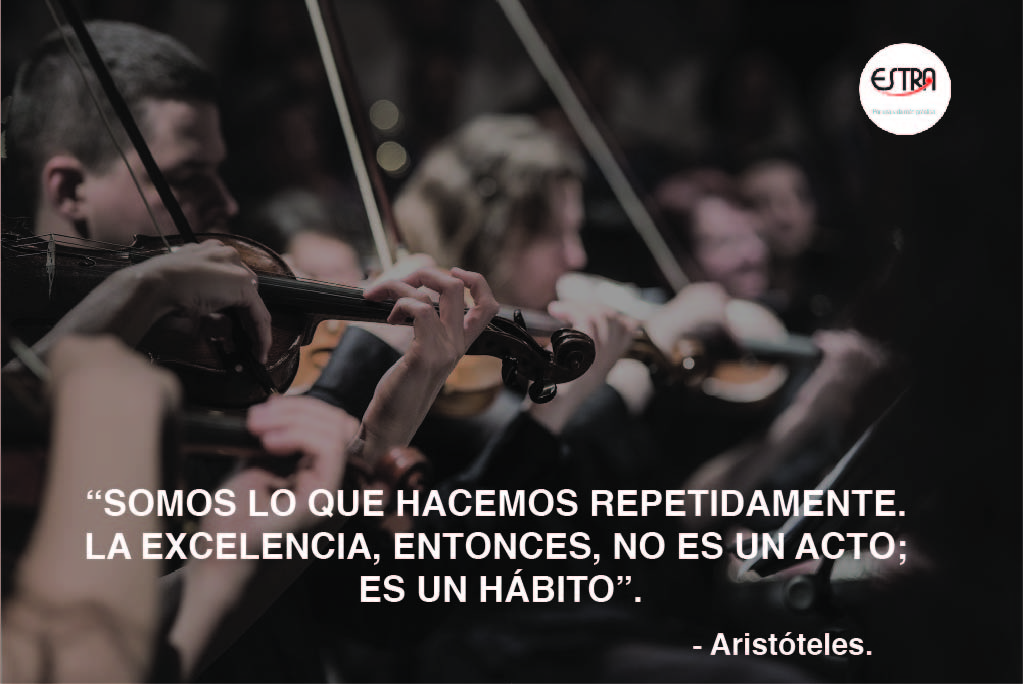 ESTRA
“SOMOS LO QUE HACEMOS REPETIDAMENTE.
LA EXCELENCIA, ENTONCES, NO ES UN ACTO;
ES UN HÁBITO”.
- Aristóteles.